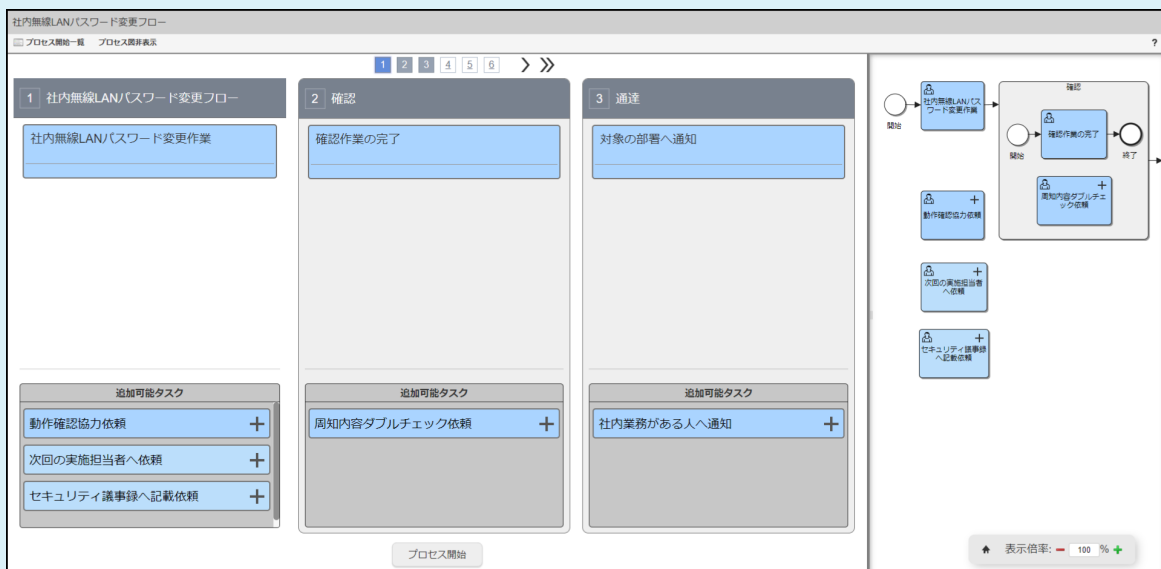 社内無線LANパスワード変更フロー
プロセス開始一覧 プロセス図非表示
?
1 2 3 4 5 6
1 社内無線LANパスワード変更フロー
社内無線LANパスワード変更作業
追加可能タスク
動作確認協力依頼
次回の実施担当者へ依頼
セキュリティ議事録へ記載依頼
2 確認
確認作業の完了
追加可能タスク
周知内容ダブルチェック依頼
3 通達
対象の部署へ通知
追加可能タスク
社内業務がある人へ通知
プロセス開始
開始
社内無線LANパス
ワード変更作業
確認
開始
確認作業の完了
終了
周知内容ダブルチェ
ック依頼
動作確認協力依頼
次回の実施担当者
へ依頼
セキュリティ議事録
へ記載依頼
表示倍率: 100 %